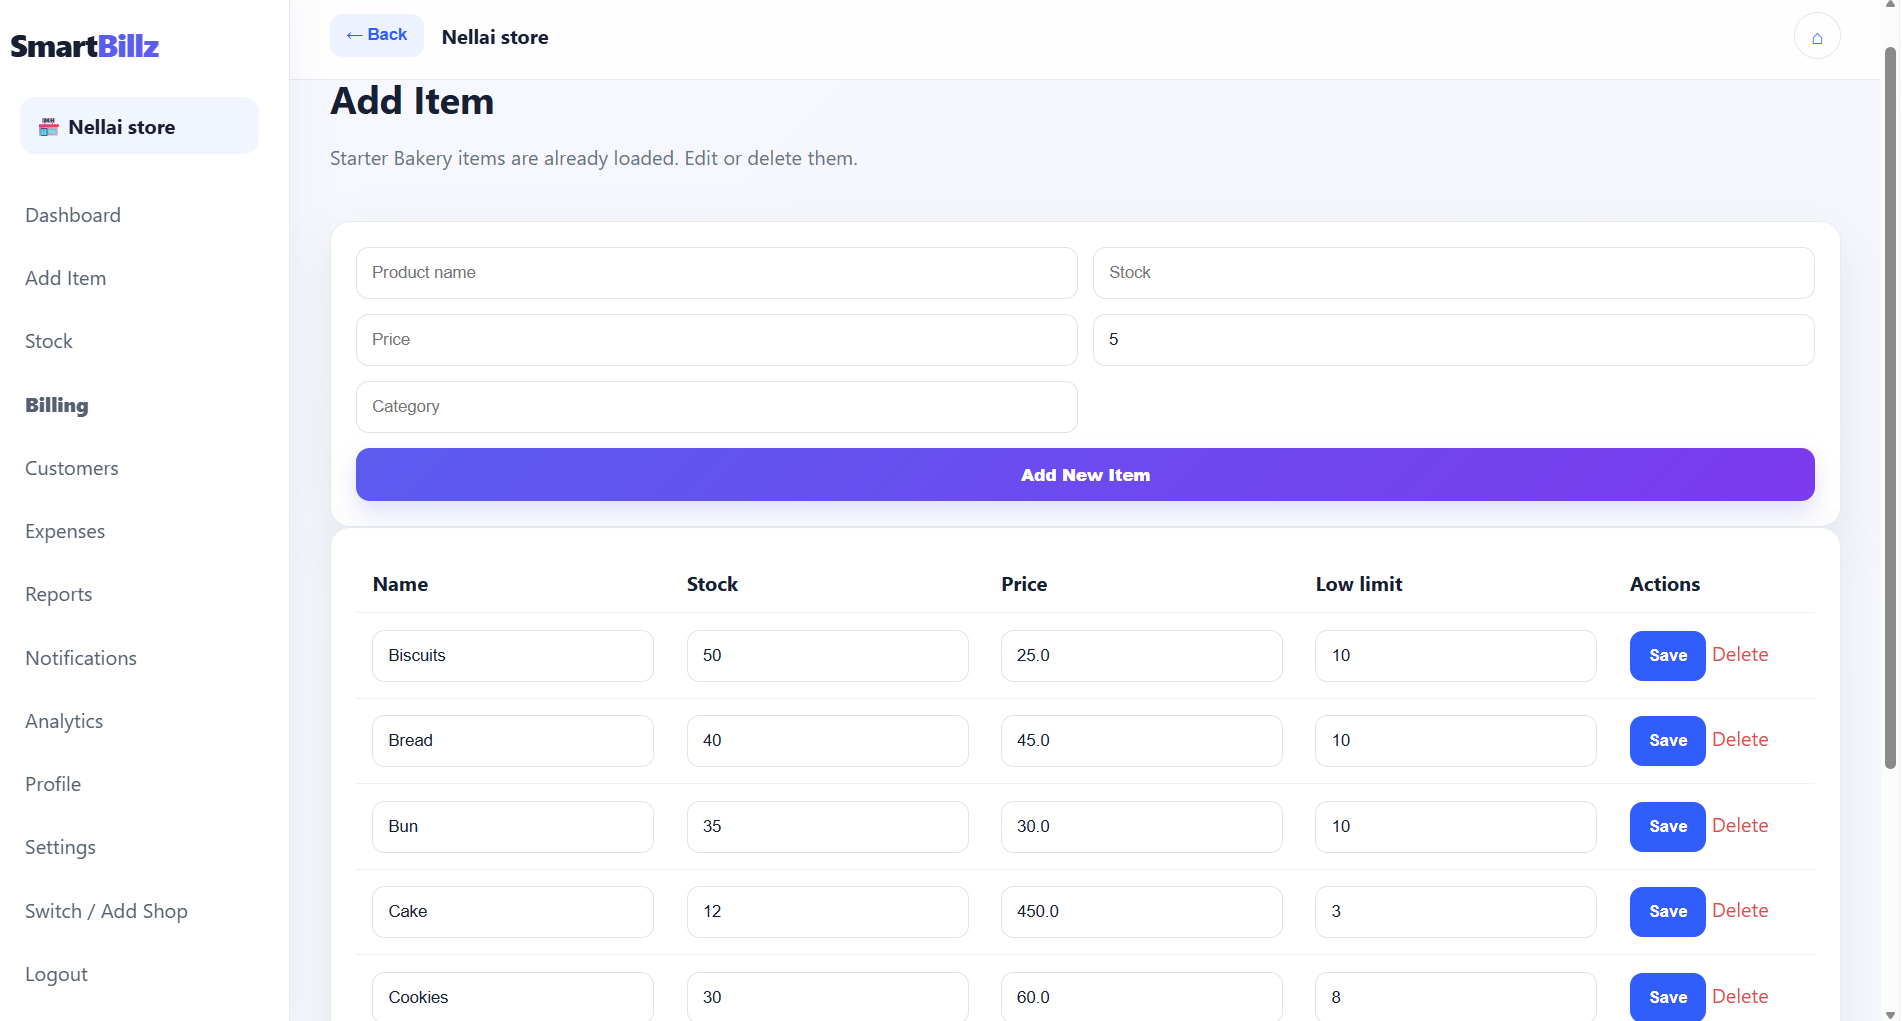 SmartBillz
Nellai store
Dashboard
Add Item
Stock
Billing
Customers
Expenses
Reports
Notifications
Analytics
Profile
Settings
Switch / Add Shop
Logout
← Back Nellai store
Add Item
Starter Bakery items are already loaded. Edit or delete them.
Product name Stock
Price 5
Category
Add New Item
Name Stock Price Low limit Actions
Biscuits 50 25.0 10 Save Delete
Bread 40 45.0 10 Save Delete
Bun 35 30.0 10 Save Delete
Cake 12 450.0 3 Save Delete
Cookies 30 60.0 8 Save Delete